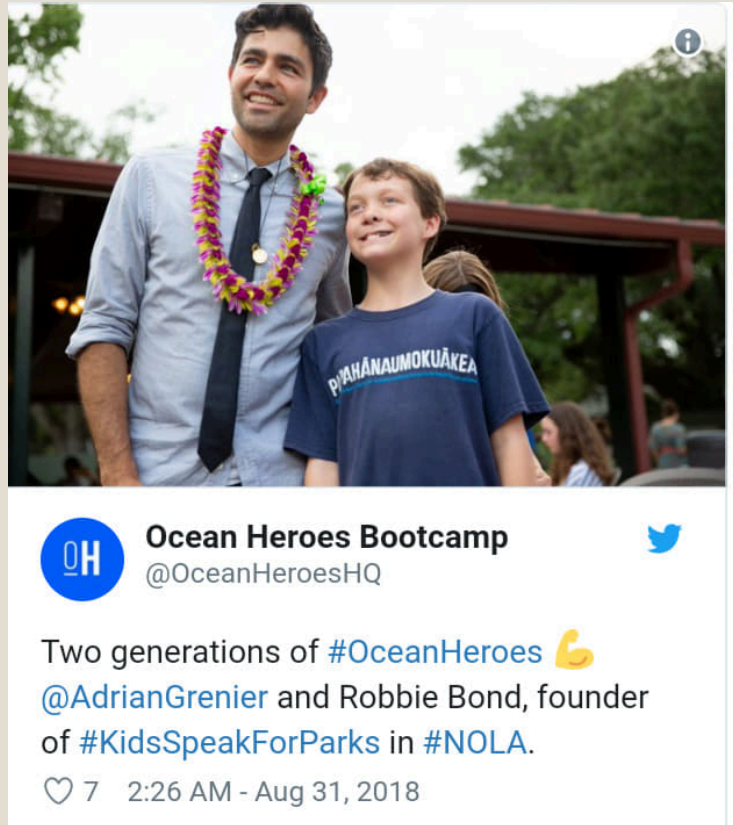 PAPAHĀNAUMOKUĀKEA
OH
Ocean Heroes Bootcamp
@OceanHeroesHQ
Two generations of #OceanHeroes 💪
@AdrianGrenier and Robbie Bond, founder
of #KidsSpeakForParks in #NOLA.
7 2:26 AM - Aug 31, 2018